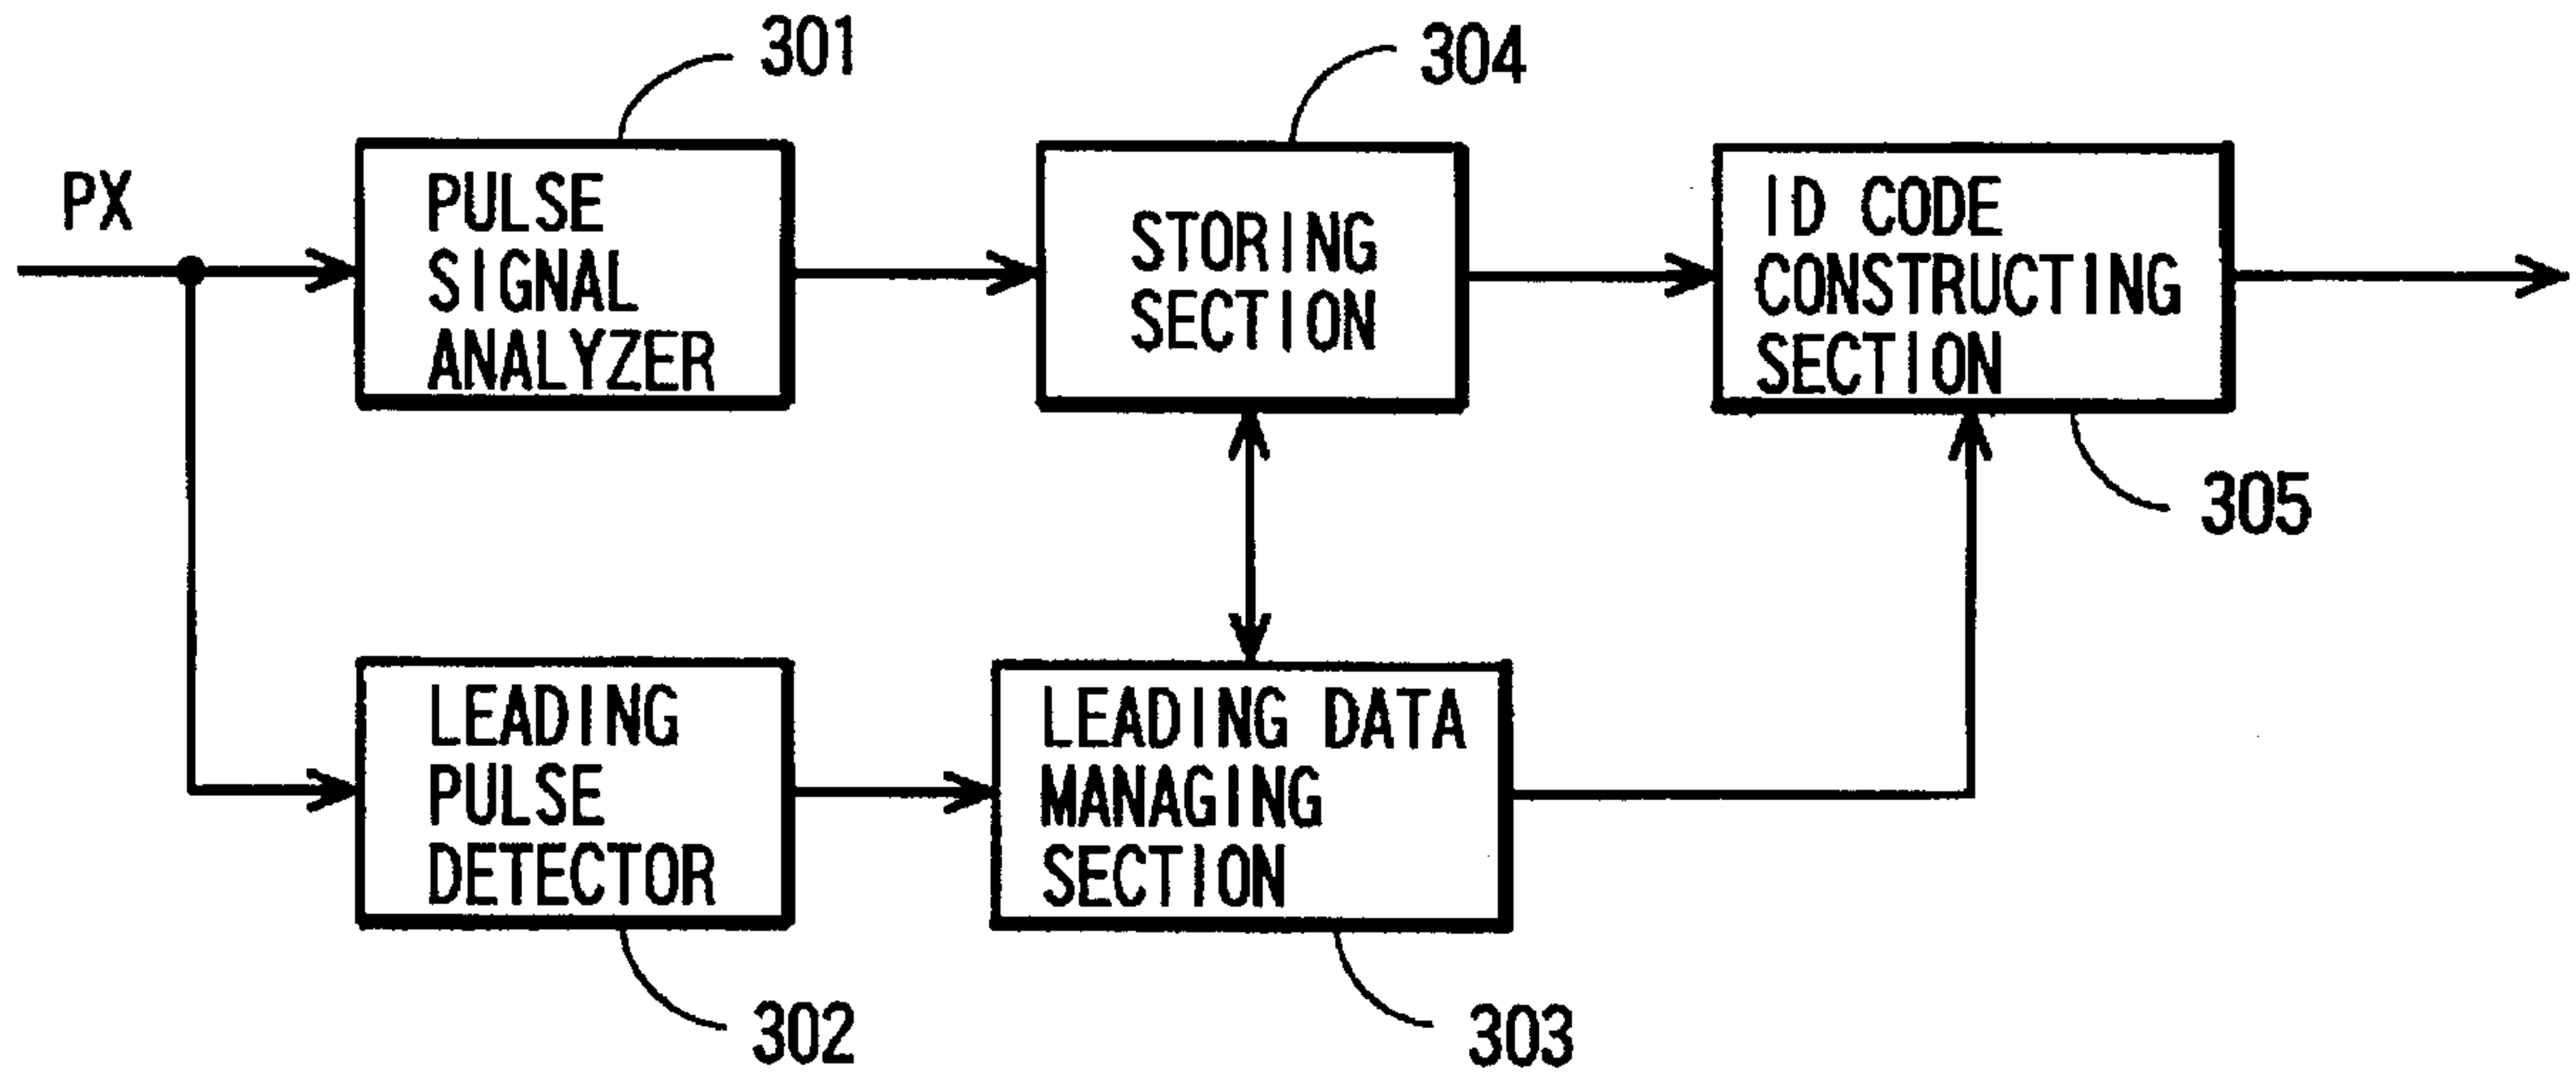 301
304
PX
PULSE
SIGNAL
ANALYZER
STORING
SECTION
ID CODE
CONSTRUCTING
SECTION
305
LEADING
PULSE
DETECTOR
LEADING DATA
MANAGING
SECTION
302
303